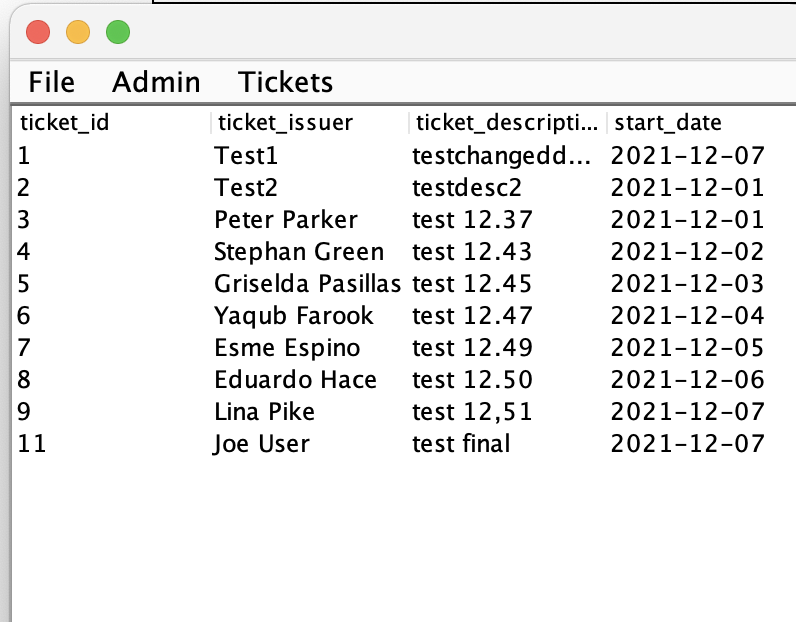 File Admin Tickets
ticket_id ticket_issuer ticket_descripti... start_date
1 Test1 testchangedd... 2021-12-07
2 Test2 testdesc2 2021-12-01
3 Peter Parker test 12.37 2021-12-01
4 Stephan Green test 12.43 2021-12-02
5 Griselda Pasillas test 12.45 2021-12-03
6 Yaqub Farook test 12.47 2021-12-04
7 Esme Espino test 12.49 2021-12-05
8 Eduardo Hace test 12.50 2021-12-06
9 Lina Pike test 12,51 2021-12-07
11 Joe User test final 2021-12-07